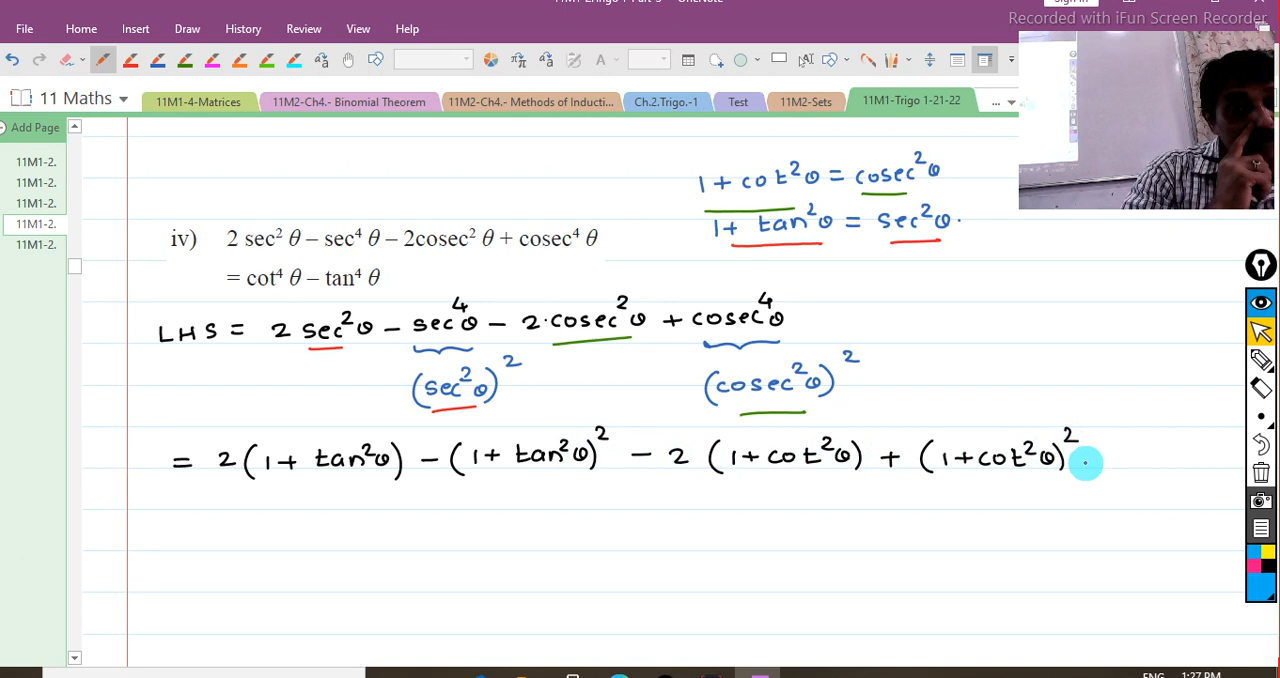 Recorded with iFun Screen Recorder
File Home Insert Draw History Review View Help
11 Maths 11M1-4-Matrices 11M2-Ch4.- Binomial Theorem 11M2-Ch4.- Methods of Inducti... Ch.2.Trigo.-1 Test 11M2-Sets 11M1-Trigo 1-21-22 ...
Add Page
11M1-2.
11M1-2.
11M1-2.
11M1-2.
11M1-2.
1 + cot²θ = cosec²θ
1 + tan²θ = sec²θ.
iv) 2 sec² θ – sec⁴ θ – 2cosec² θ + cosec⁴ θ
= cot⁴ θ – tan⁴ θ
LHS = 2 sec²θ – sec⁴θ – 2·cosec²θ + cosec⁴θ
(sec²θ)² (cosec²θ)²
= 2(1 + tan²θ) – (1 + tan²θ)² – 2 (1 + cot²θ) + (1 + cot²θ)²
ENG 1:27 PM